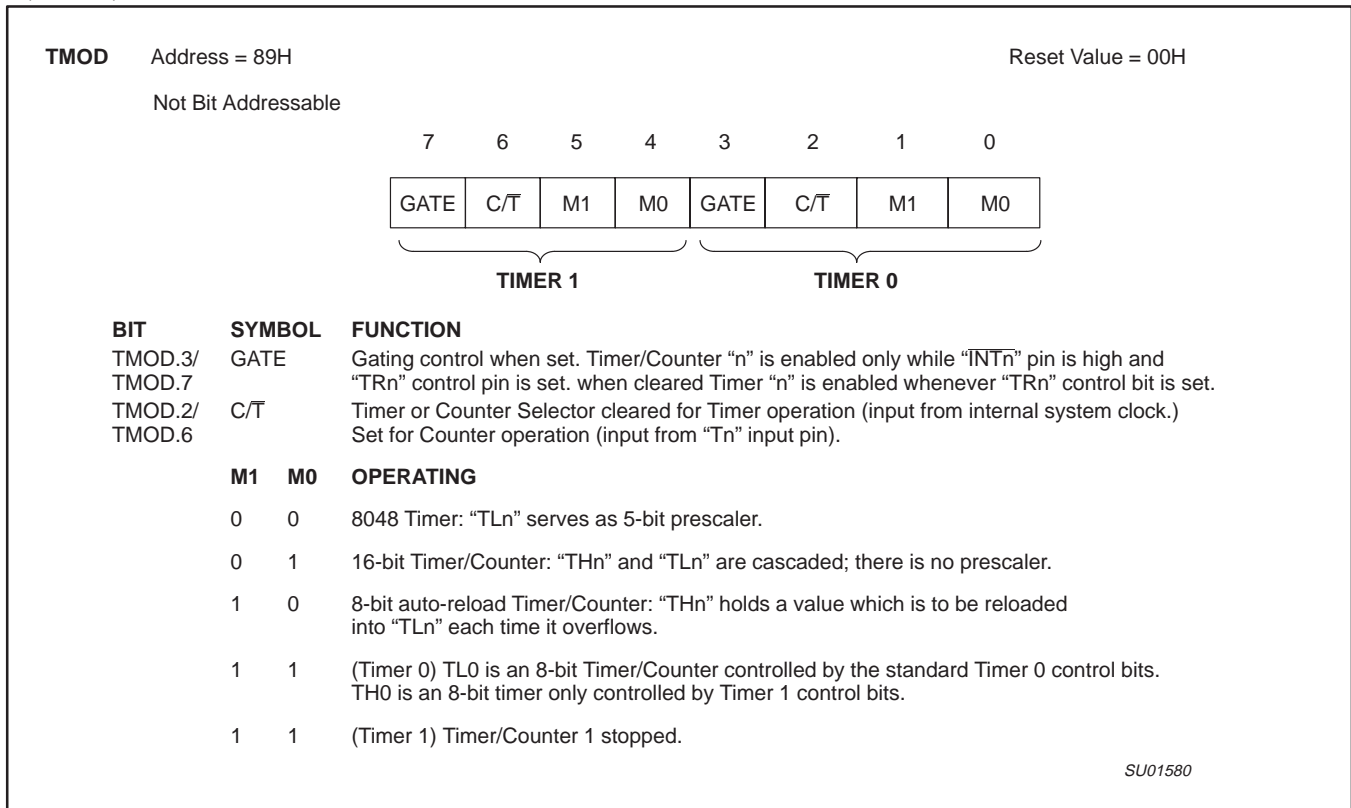 TMOD Address = 89H Reset Value = 00H
Not Bit Addressable
7 6 5 4 3 2 1 0
GATE C/T̅ M1 M0 GATE C/T̅ M1 M0
TIMER 1 TIMER 0
BIT SYMBOL FUNCTION
TMOD.3/ GATE Gating control when set. Timer/Counter “n” is enabled only while “I̅N̅T̅n̅” pin is high and
TMOD.7 “TRn” control pin is set. when cleared Timer “n” is enabled whenever “TRn” control bit is set.
TMOD.2/ C/T̅ Timer or Counter Selector cleared for Timer operation (input from internal system clock.)
TMOD.6 Set for Counter operation (input from “Tn” input pin).
M1 M0 OPERATING
0 0 8048 Timer: “TLn” serves as 5-bit prescaler.
0 1 16-bit Timer/Counter: “THn” and “TLn” are cascaded; there is no prescaler.
1 0 8-bit auto-reload Timer/Counter: “THn” holds a value which is to be reloaded
into “TLn” each time it overflows.
1 1 (Timer 0) TL0 is an 8-bit Timer/Counter controlled by the standard Timer 0 control bits.
TH0 is an 8-bit timer only controlled by Timer 1 control bits.
1 1 (Timer 1) Timer/Counter 1 stopped.
SU01580